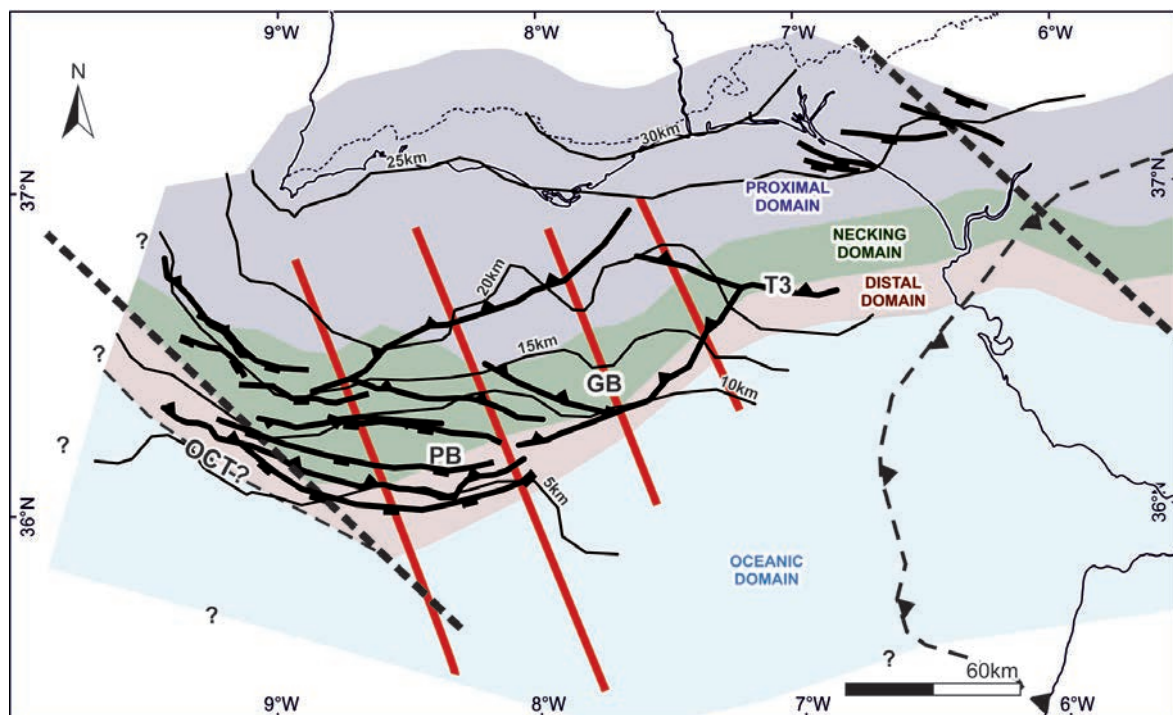 9°W
8°W
7°W
6°W
N
30km
25km
37°N
37°N
PROXIMAL
DOMAIN
NECKING
DOMAIN
?
20km
T3
DISTAL
DOMAIN
?
15km
GB
10km
?
OCT-?
PB
5km
36°N
36°N
OCEANIC
DOMAIN
?
?
60km
9°W
8°W
7°W
6°W